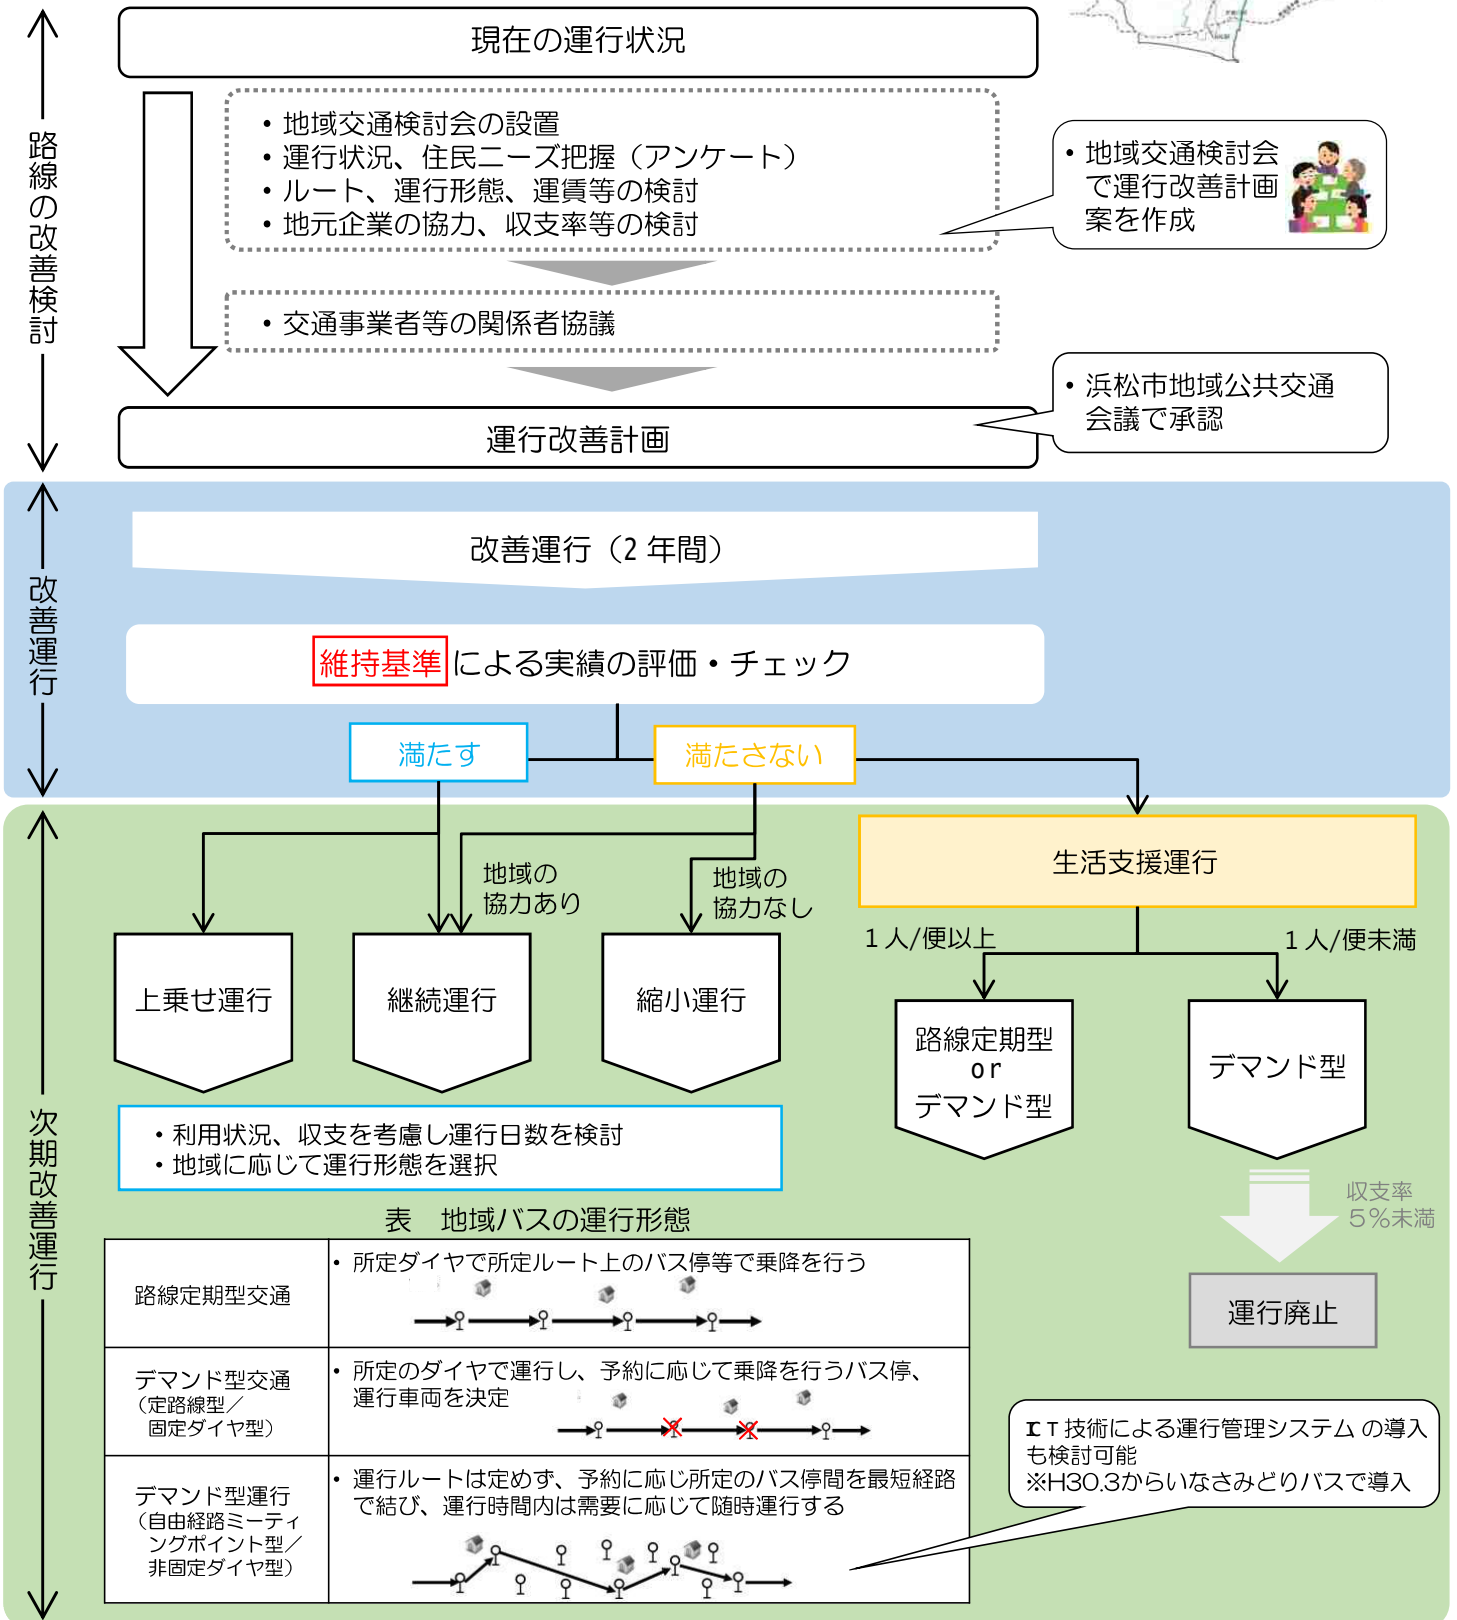 現在の運行状況
路線の改善検討
・地域交通検討会の設置
・運行状況、住民ニーズ把握（アンケート）
・ルート、運行形態、運賃等の検討
・地元企業の協力、収支率等の検討
・地域交通検討会
で運行改善計画
案を作成
・交通事業者等の関係者協議
・浜松市地域公共交通
会議で承認
運行改善計画
改善運行
改善運行（2 年間）
維持基準による実績の評価・チェック
満たす
満たさない
次期改善運行
生活支援運行
地域の
協力あり
地域の
協力なし
1 人/便以上
1 人/便未満
上乗せ運行
継続運行
縮小運行
路線定期型
or
デマンド型
デマンド型
・利用状況、収支を考慮し運行日数を検討
・地域に応じて運行形態を選択
収支率
5%未満
運行廃止
表　地域バスの運行形態
路線定期型交通
・所定ダイヤで所定ルート上のバス停等で乗降を行う
デマンド型交通
（定路線型／
固定ダイヤ型）
・所定のダイヤで運行し、予約に応じて乗降を行うバス停、
運行車両を決定
デマンド型運行
（自由経路ミーティ
ングポイント型／
非固定ダイヤ型）
・運行ルートは定めず、予約に応じ所定のバス停間を最短経路
で結び、運行時間内は需要に応じて随時運行する
ICT技術による運行管理システム の導入
も検討可能
※H30.3からいなさみどりバスで導入